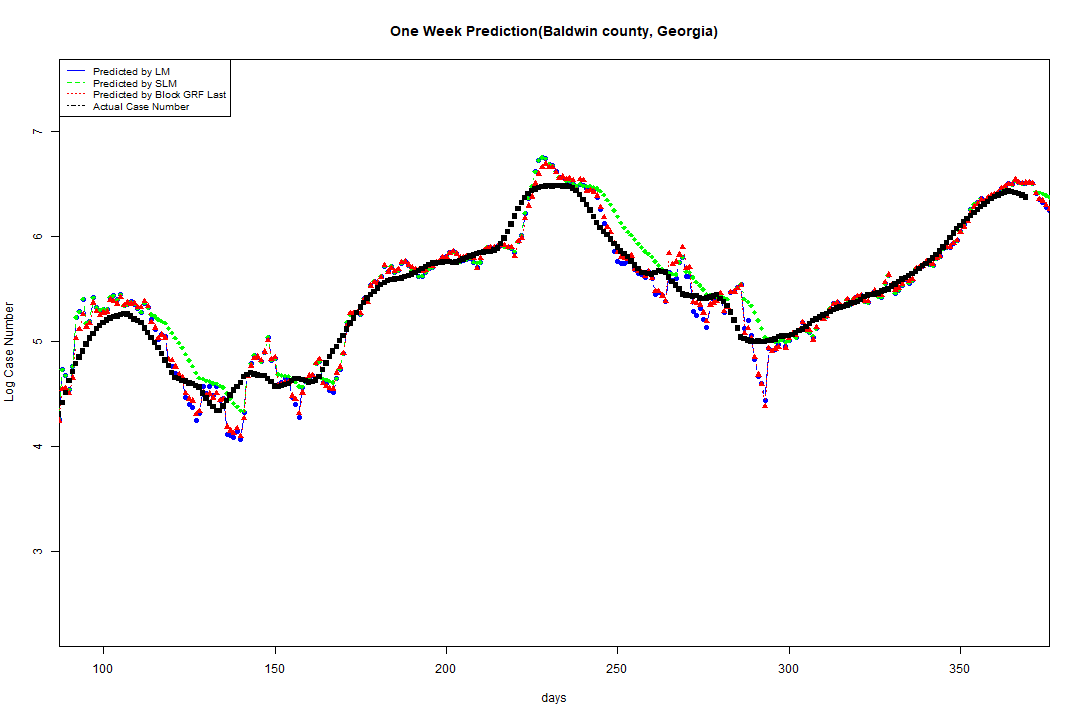 One Week Prediction(Baldwin county, Georgia)
Predicted by LM
Predicted by SLM
Predicted by Block GRF Last
Actual Case Number
7
6
5
4
3
Log Case Number
100 150 200 250 300 350
days